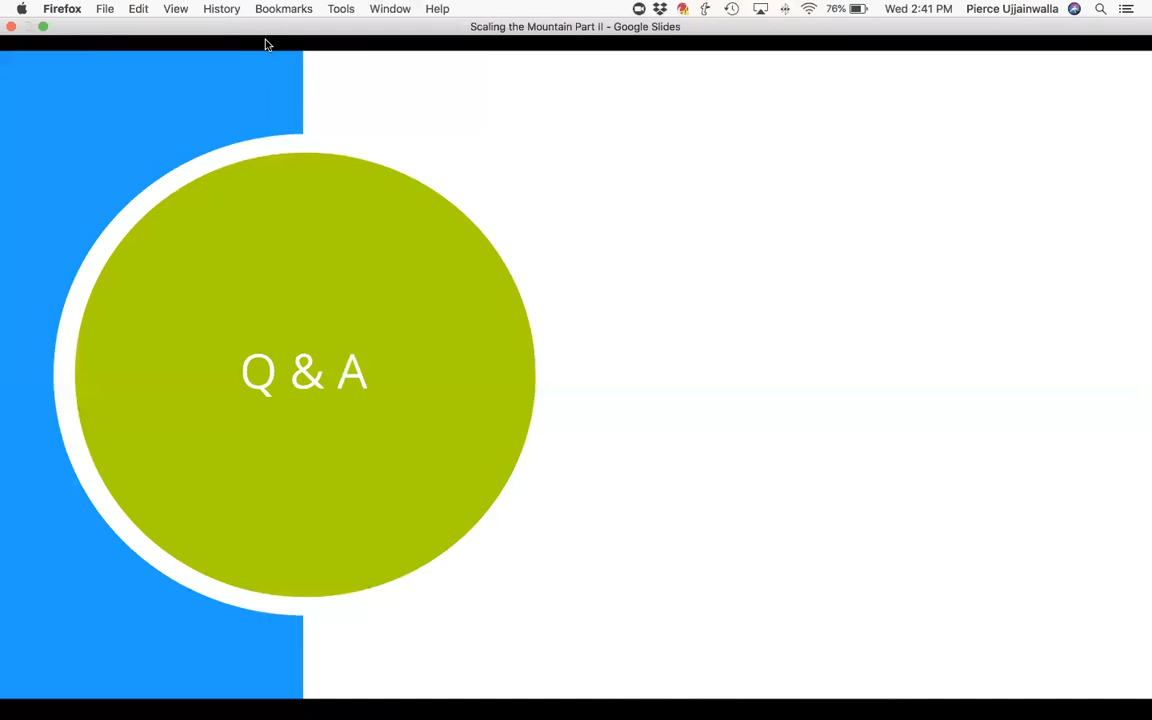 Firefox File Edit View History Bookmarks Tools Window Help 76% Wed 2:41 PM Pierce Ujjainwalla
Scaling the Mountain Part II - Google Slides
Q & A